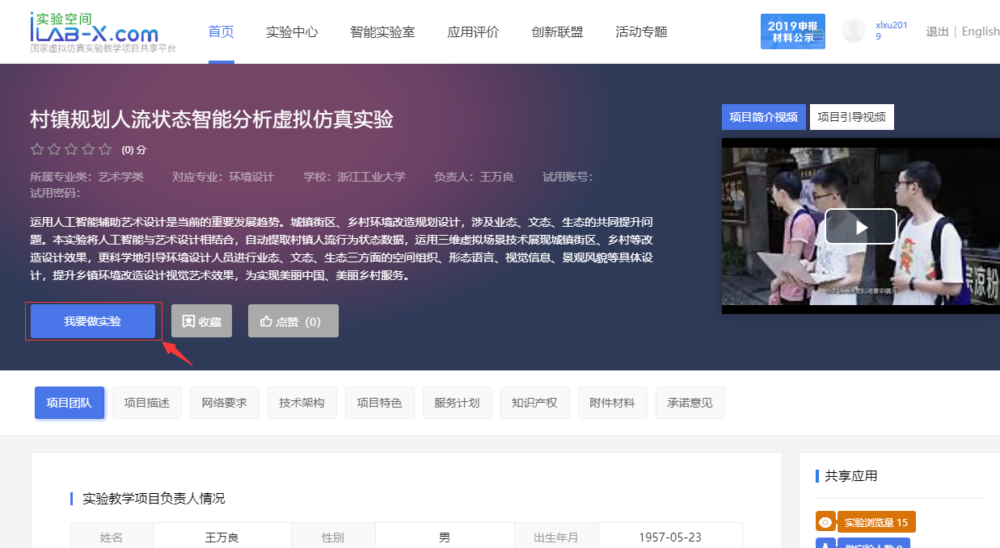 实验空间
iLAB-X.com
国家虚拟仿真实验教学项目共享平台
首页
实验中心
智能实验室
应用评价
创新联盟
活动专题
2019申报
材料公示
xlxu201
9
退出 | English
村镇规划人流状态智能分析虚拟仿真实验
(0) 分
所属专业类：艺术学类 对应专业：环境设计 学校：浙江工业大学 负责人：王万良 试用账号：
试用密码：
运用人工智能辅助艺术设计是当前的重要发展趋势。城镇街区、乡村环境改造规划设计，涉及业态、文态、生态的共同提升问
题。本实验将人工智能与艺术设计相结合，自动提取村镇人流行为状态数据，运用三维虚拟场景技术展现城镇街区、乡村等改
造设计效果，更科学地引导环境设计人员进行业态、文态、生态三方面的空间组织、形态语言、视觉信息、景观风貌等具体设
计，提升乡镇环境改造设计视觉艺术效果，为实现美丽中国、美丽乡村服务。
我要做实验
收藏
点赞（0）
项目简介视频
项目引导视频
凉粉
项目团队
项目描述
网络要求
技术架构
项目特色
服务计划
知识产权
附件材料
承诺意见
实验教学项目负责人情况
姓名 王万良 性别 男 出生年月 1957-05-23
共享应用
实验浏览量 15
做实验人数 0